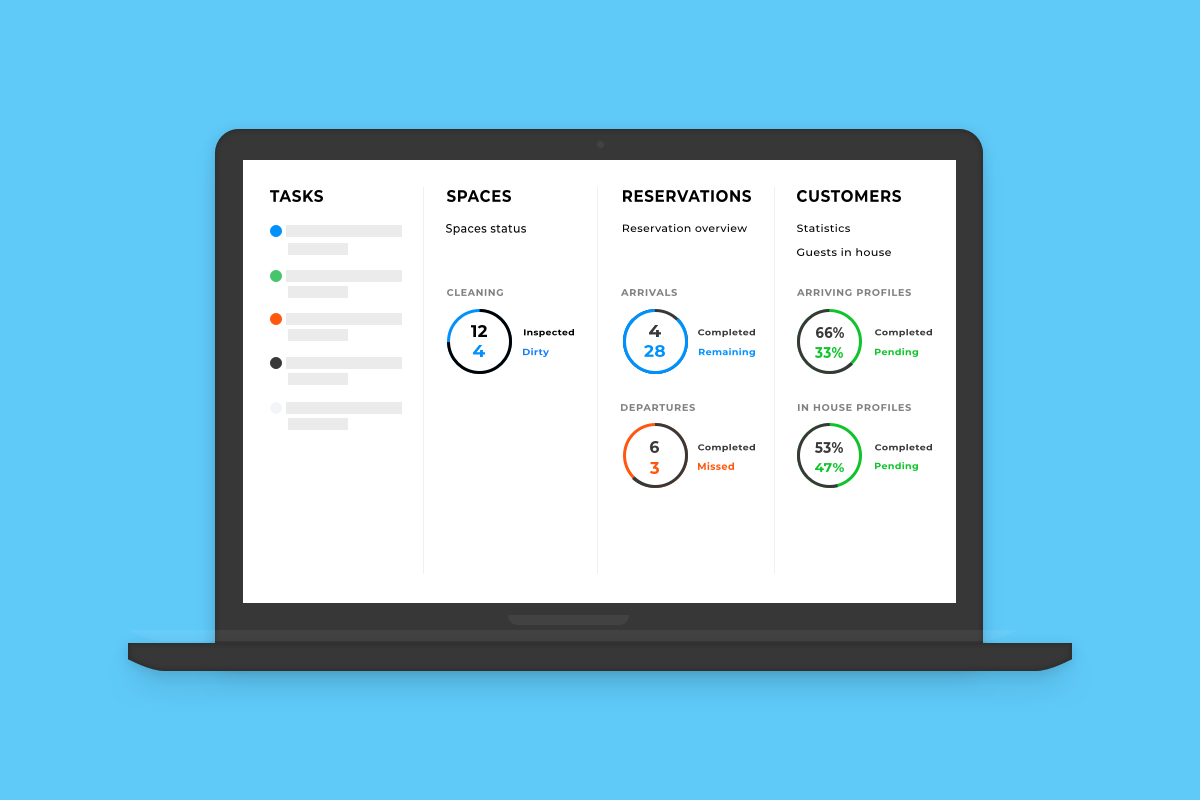 TASKS
SPACES
Spaces status
CLEANING
12
Inspected
4
Dirty
RESERVATIONS
Reservation overview
ARRIVALS
4
Completed
28
Remaining
DEPARTURES
6
Completed
3
Missed
CUSTOMERS
Statistics
Guests in house
ARRIVING PROFILES
66%
Completed
33%
Pending
IN HOUSE PROFILES
53%
Completed
47%
Pending